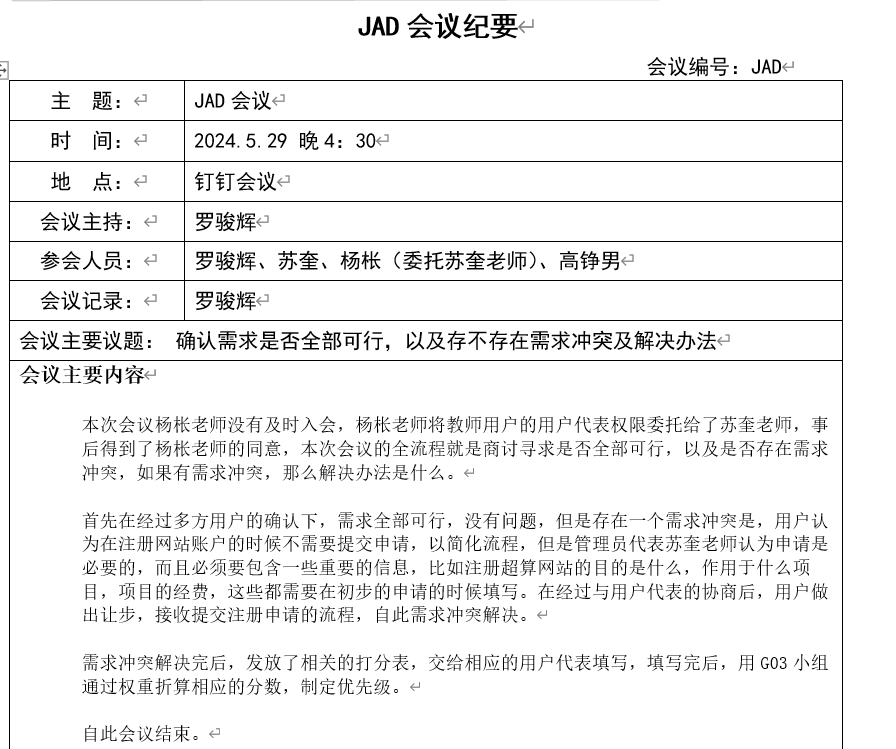 JAD 会议纪要
会议编号：JAD
主　题： JAD 会议
时　间： 2024.5.29 晚 4：30
地　点： 钉钉会议
会议主持： 罗骏辉
参会人员： 罗骏辉、苏奎、杨枨（委托苏奎老师）、高铮男
会议记录： 罗骏辉
会议主要议题： 确认需求是否全部可行，以及存不存在需求冲突及解决办法
会议主要内容
本次会议杨枨老师没有及时入会，杨枨老师将教师用户的用户代表权限委托给了苏奎老师，事
后得到了杨枨老师的同意，本次会议的全流程就是商讨寻求是否全部可行，以及是否存在需求
冲突，如果有需求冲突，那么解决办法是什么。
首先在经过多方用户的确认下，需求全部可行，没有问题，但是存在一个需求冲突是，用户认
为在注册网站账户的时候不需要提交申请，以简化流程，但是管理员代表苏奎老师认为申请是
必要的，而且必须要包含一些重要的信息，比如注册超算网站的目的是什么，作用于什么项
目，项目的经费，这些都需要在初步的申请的时候填写。在经过与用户代表的协商后，用户做
出让步，接收提交注册申请的流程，自此需求冲突解决。
需求冲突解决完后，发放了相关的打分表，交给相应的用户代表填写，填写完后，用 G03 小组
通过权重折算相应的分数，制定优先级。
自此会议结束。